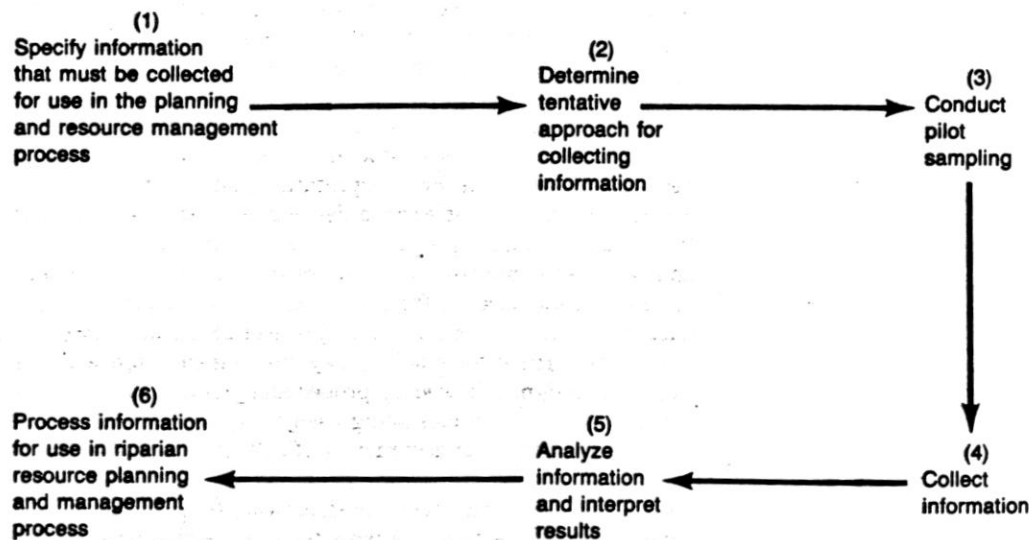 (1)
Specify information
that must be collected
for use in the planning
and resource management
process
(2)
Determine
tentative
approach for
collecting
information
(3)
Conduct
pilot
sampling
(4)
Collect
information
(5)
Analyze
information
and interpret
results
(6)
Process information
for use in riparian
resource planning
and management
process